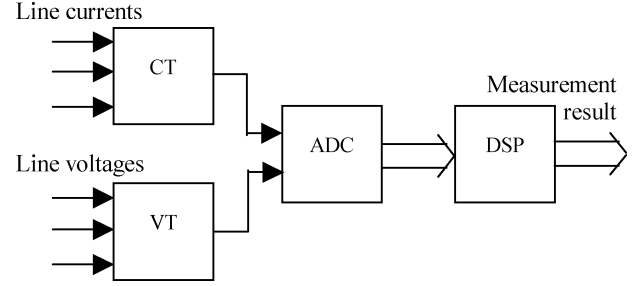 Line currents
CT
Measurement
result
ADC
DSP
Line voltages
VT